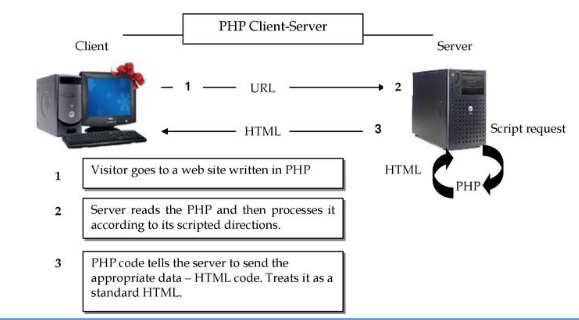 PHP Client-Server
Client
Server
1
URL
2
HTML
3
Script request
HTML
PHP
1
Visitor goes to a web site written in PHP
2
Server reads the PHP and then processes it
according to its scripted directions.
3
PHP code tells the server to send the
appropriate data – HTML code. Treats it as a
standard HTML.